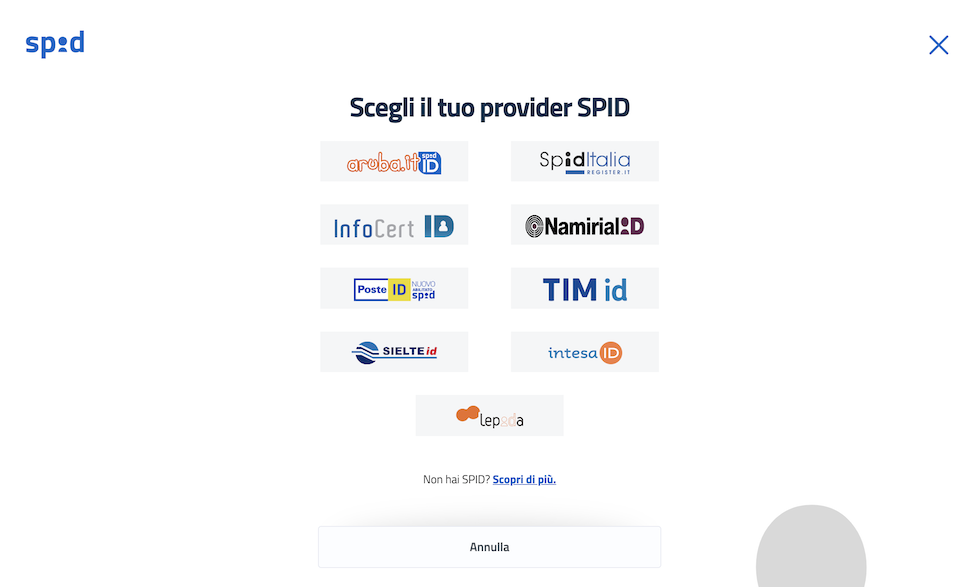 spid
Scegli il tuo provider SPID
aruba.it spid ID
SpidItalia
REGISTER.IT
InfoCert ID
Namirial ID
Poste ID NUOVO
ABILITATO
spid
TIM id
SIELTE id
intesa ID
lepida
Non hai SPID? Scopri di più.
Annulla